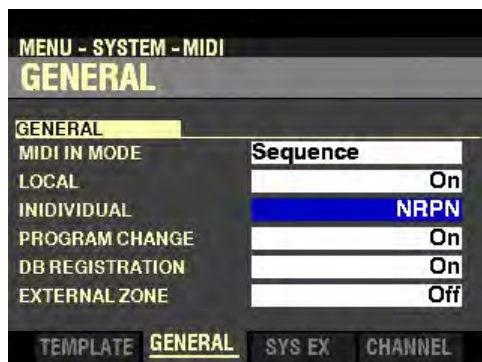 MENU - SYSTEM - MIDI
GENERAL
GENERAL
MIDI IN MODE Sequence
LOCAL On
INIDIVIDUAL NRPN
PROGRAM CHANGE On
DB REGISTRATION On
EXTERNAL ZONE Off
TEMPLATE GENERAL SYS EX CHANNEL